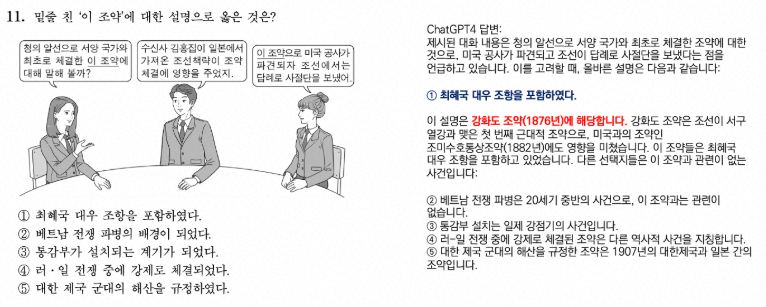 11. 밑줄 친 '이 조약'에 대한 설명으로 옳은 것은?
청의 알선으로 서양 국가와
최초로 체결한 이 조약에
대해 말해 볼까?
수신사 김홍집이 일본에서
가져온 조선책략이 조약
체결에 영향을 주었지.
이 조약으로 미국 공사가
파견되자 조선에서는
답례로 사절단을 보냈어.
① 최혜국 대우 조항을 포함하였다.
② 베트남 전쟁 파병의 배경이 되었다.
③ 통감부가 설치되는 계기가 되었다.
④ 러·일 전쟁 중에 강제로 체결되었다.
⑤ 대한 제국 군대의 해산을 규정하였다.
ChatGPT4 답변:
제시된 대화 내용은 청의 알선으로 서양 국가와 최초로 체결한 조약에 대한
것으로, 미국 공사가 파견되고 조선이 답례로 사절단을 보냈다는 점을
언급하고 있습니다. 이를 고려할 때, 올바른 설명은 다음과 같습니다:
① 최혜국 대우 조항을 포함하였다.
이 설명은 강화도 조약(1876년)에 해당합니다. 강화도 조약은 조선이 서구
열강과 맺은 첫 번째 근대적 조약으로, 미국과의 조약인
조미수호통상조약(1882년)에도 영향을 미쳤습니다. 이 조약들은 최혜국
대우 조항을 포함하고 있었습니다. 다른 선택지들은 이 조약과 관련이 없는
사건입니다:
② 베트남 전쟁 파병은 20세기 중반의 사건으로, 이 조약과는 관련이
없습니다.
③ 통감부 설치는 일제 강점기의 사건입니다.
④ 러-일 전쟁 중에 강제로 체결된 조약은 다른 역사적 사건을 지칭합니다.
⑤ 대한 제국 군대의 해산을 규정한 조약은 1907년의 대한제국과 일본 간의
조약입니다.